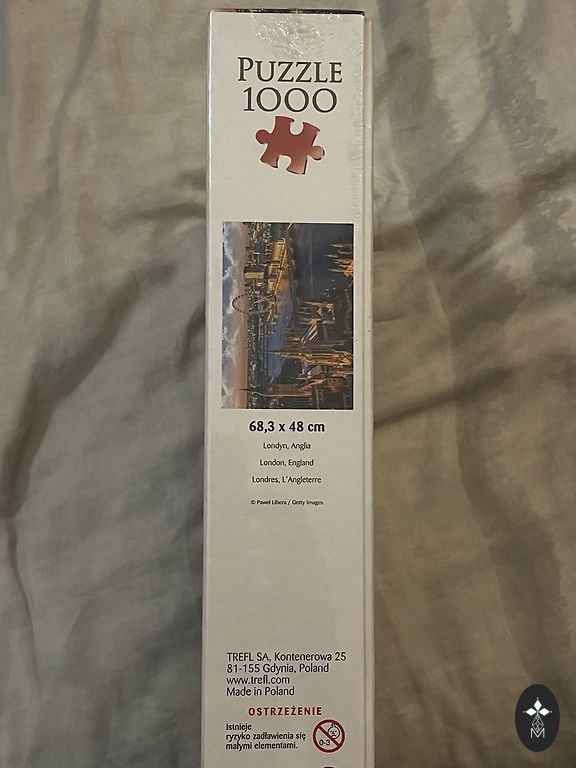 PUZZLE
1000
68,3 x 48 cm
Londyn, Anglia
London, England
Londres, L'Angleterre
© Paweł Libera / Getty Images
TREFL SA, Kontenerowa 25
81-155 Gdynia, Poland
www.trefl.com
Made in Poland
OSTRZEŻENIE
Istnieje
ryzyko zadławienia się
małymi elementami.
0-3
M